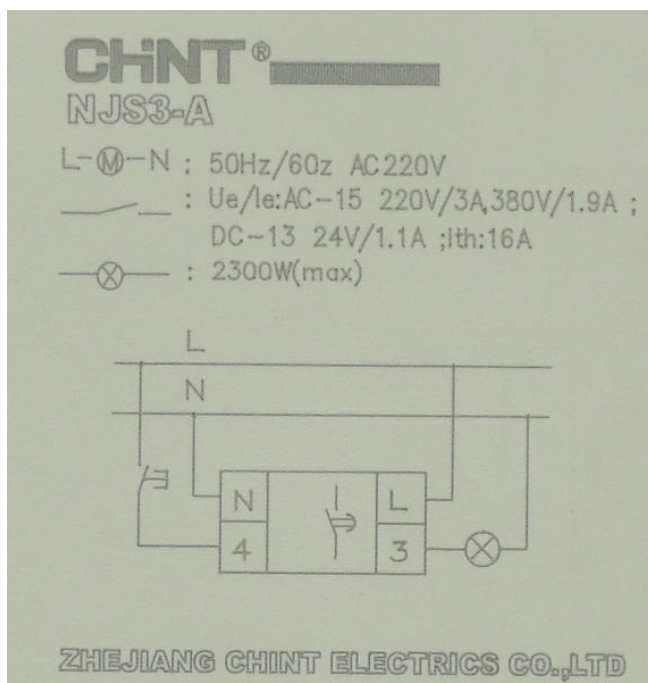 CHiNT®
NJS3-A
L-M-N : 50Hz/60z AC220V
: Ue/Ie:AC-15 220V/3A,380V/1.9A ;
DC-13 24V/1.1A ;Ith:16A
: 2300W(max)
L
N
N L
4 3
ZHEJIANG CHINT ELECTRICS CO.,LTD